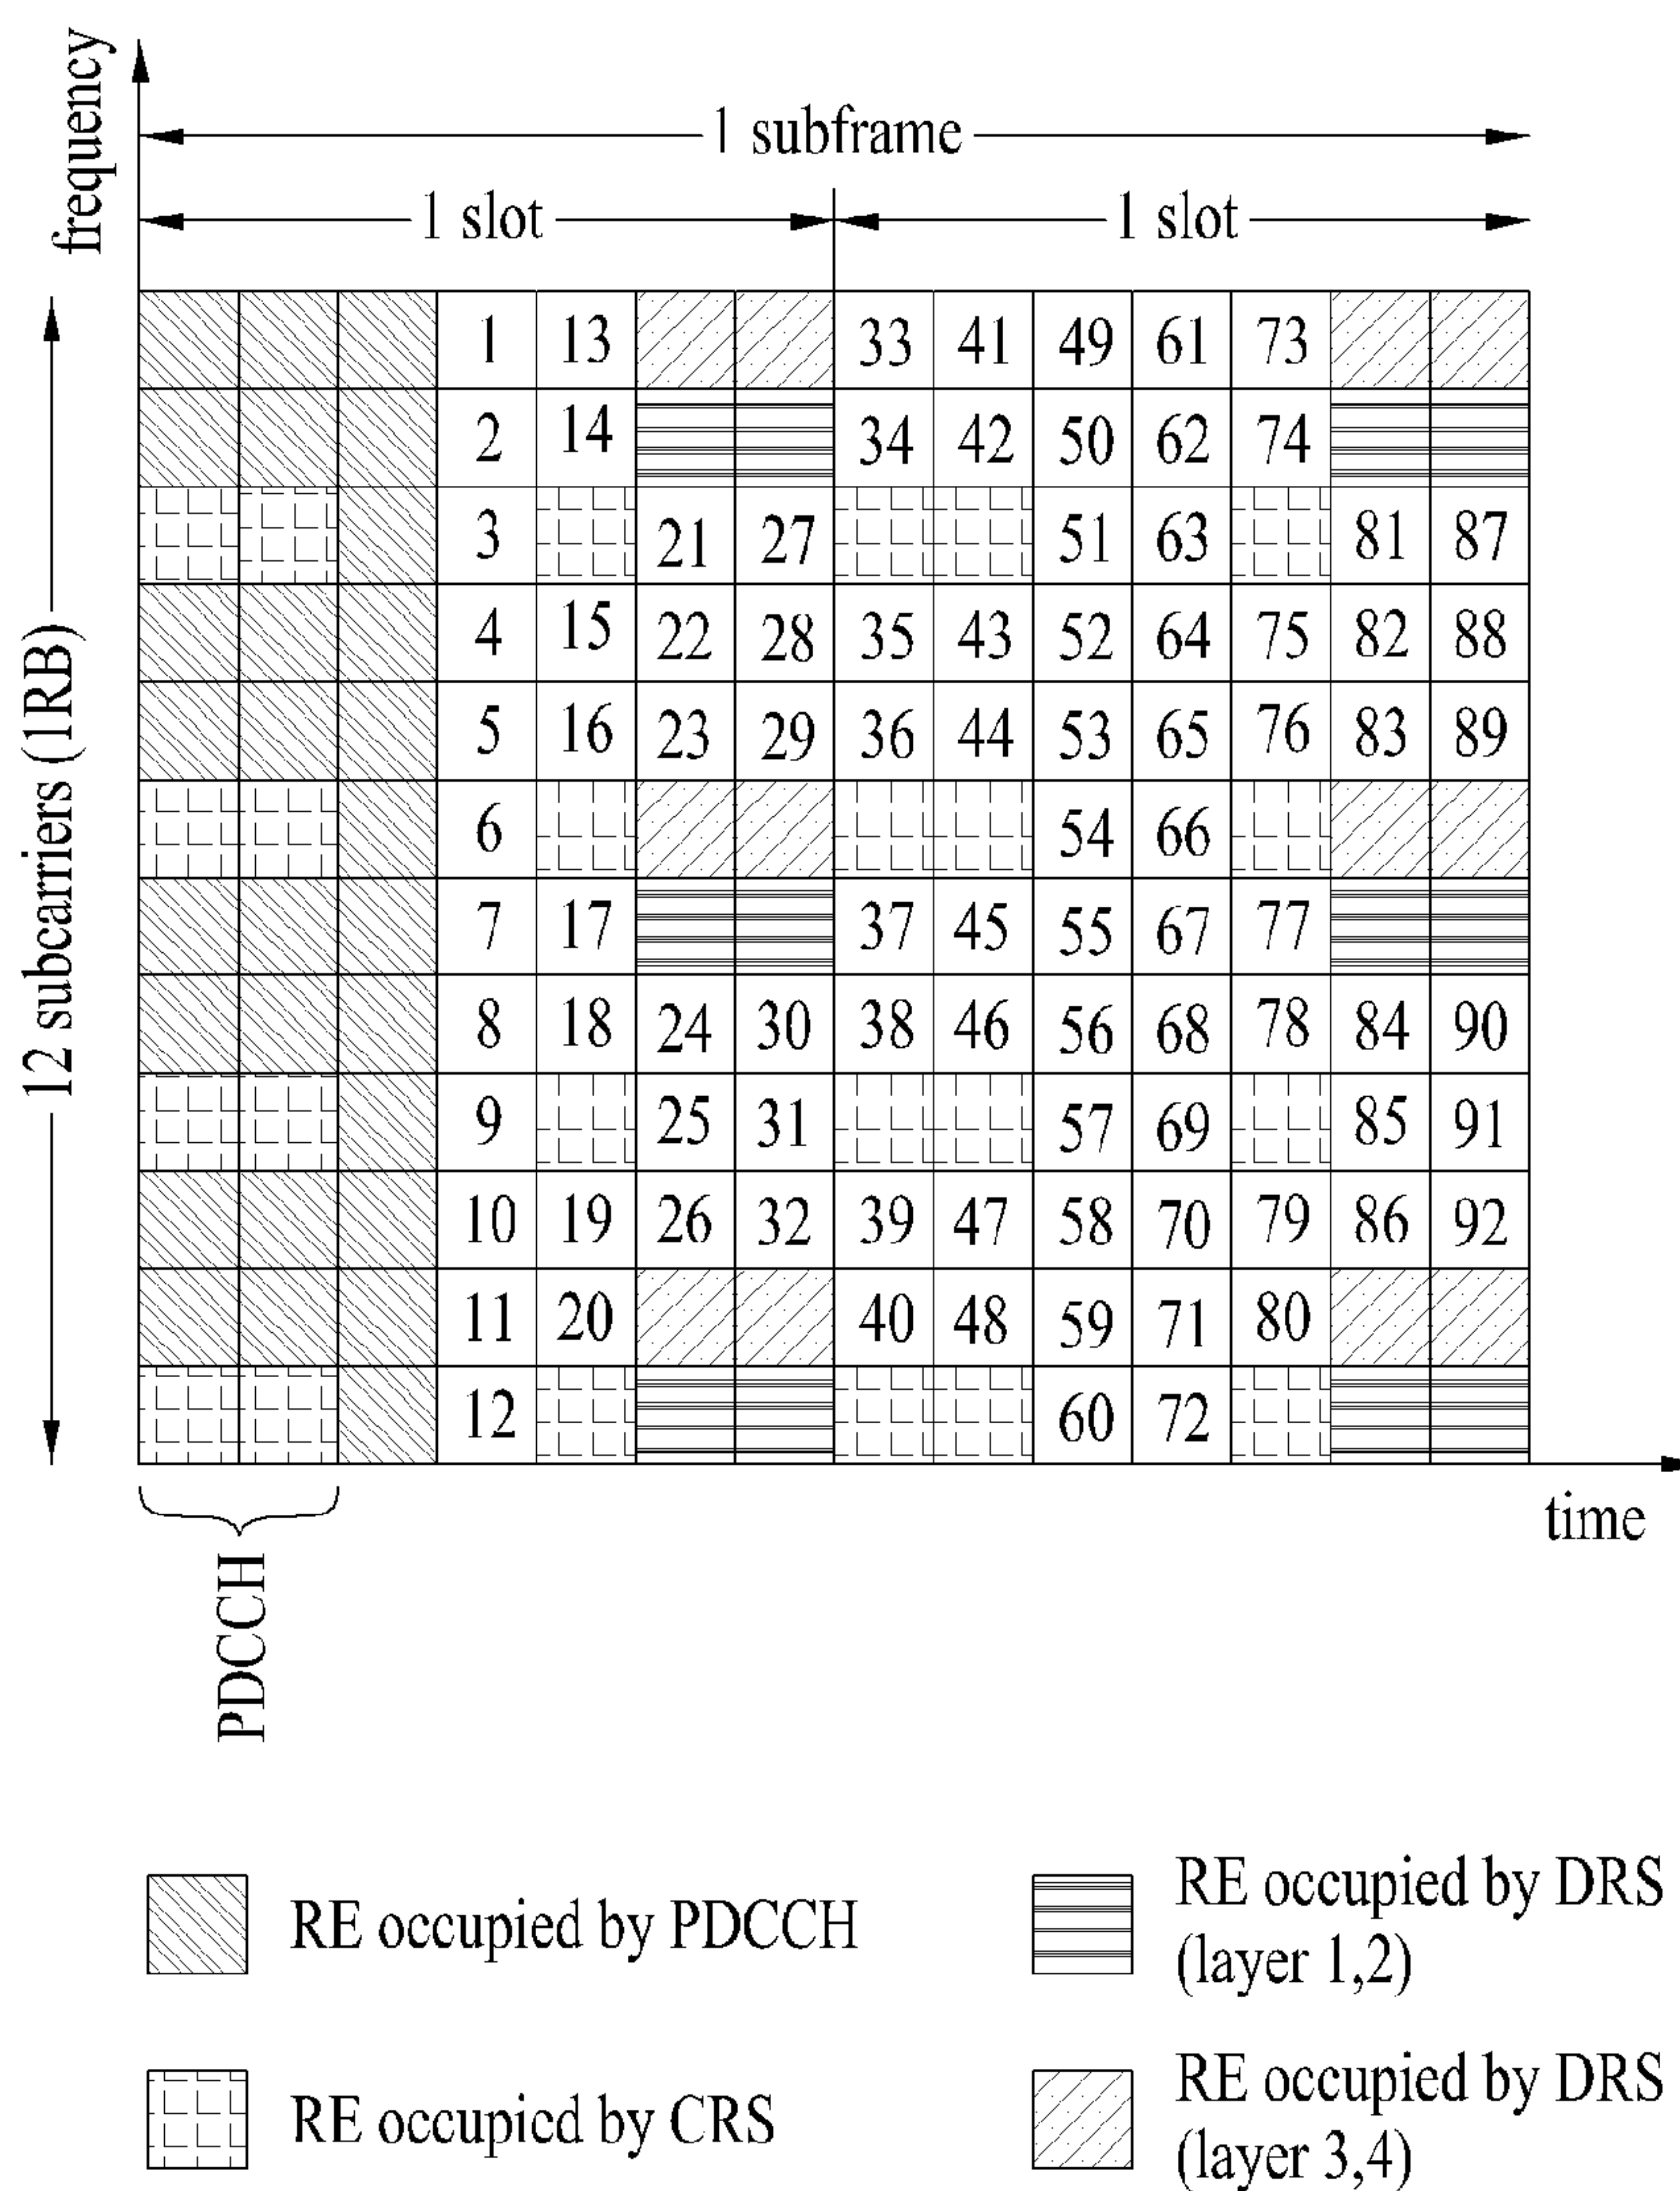 frequency
1 subframe
1 slot 1 slot
12 subcarriers (1RB)
1 13 33 41 49 61 73
2 14 34 42 50 62 74
3 21 27 51 63 81 87
4 15 22 28 35 43 52 64 75 82 88
5 16 23 29 36 44 53 65 76 83 89
6 54 66
7 17 37 45 55 67 77
8 18 24 30 38 46 56 68 78 84 90
9 25 31 57 69 85 91
10 19 26 32 39 47 58 70 79 86 92
11 20 40 48 59 71 80
12 60 72
time
PDCCH
RE occupied by PDCCH
RE occupied by CRS
RE occupied by DRS
(layer 1,2)
RE occupied by DRS
(layer 3,4)